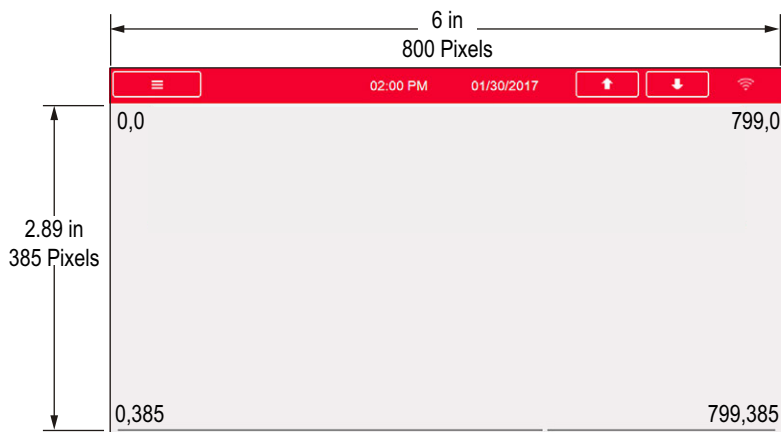 6 in
800 Pixels
02:00 PM 01/30/2017
0,0 799,0
2.89 in
385 Pixels
0,385 799,385